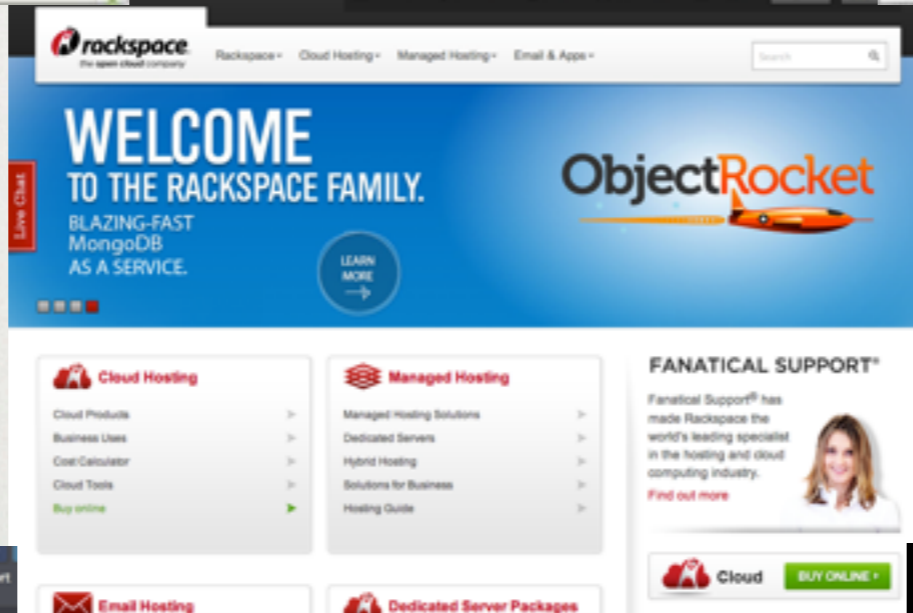 rackspace
the open cloud company
Rackspace Cloud Hosting Managed Hosting Email & Apps
Search
WELCOME
TO THE RACKSPACE FAMILY.
BLAZING-FAST
MongoDB
AS A SERVICE.
LEARN
MORE
ObjectRocket
Live Chat
Cloud Hosting
Cloud Products
Business Uses
Cost Calculator
Cloud Tools
Buy online
Managed Hosting
Managed Hosting Solutions
Dedicated Servers
Hybrid Hosting
Solutions for Business
Hosting Guide
FANATICAL SUPPORT®
Fanatical Support® has
made Rackspace the
world's leading specialist
in the hosting and cloud
computing industry.
Find out more
Cloud
BUY ONLINE
Email Hosting
Dedicated Server Packages